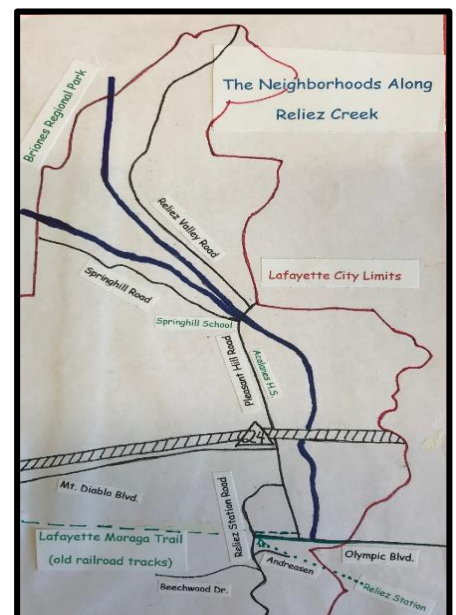 The Neighborhoods Along
Reliez Creek
Briones Regional Park
Reliez Valley Road
Lafayette City Limits
Springhill Road
Springhill School
Pleasant Hill Road
Acalanes H.S.
24
Mt. Diablo Blvd.
Reliez Station Road
Lafayette Moraga Trail
(old railroad tracks)
Olympic Blvd.
Andreasen
Reliez Station
Beechwood Dr.